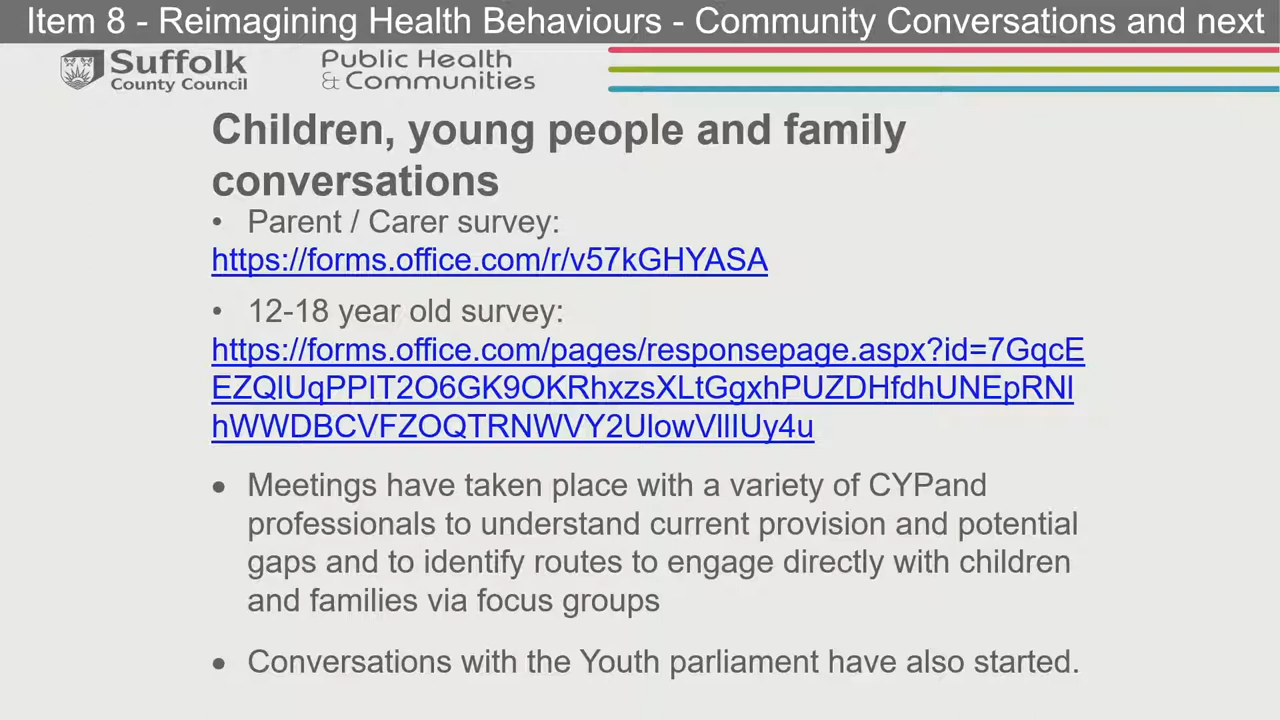 Item 8 - Reimagining Health Behaviours - Community Conversations and next
Suffolk
County Council
Public Health
& Communities
Children, young people and family
conversations
• Parent / Carer survey:
https://forms.office.com/r/v57kGHYASA
• 12-18 year old survey:
https://forms.office.com/pages/responsepage.aspx?id=7GqcE
EZQlUqPPIT2O6GK9OKRhxzsXLtGgxhPUZDHfdhUNEpRNl
hWWDBCVFZOQTRNWVY2UlowVllIUy4u
• Meetings have taken place with a variety of CYPand
professionals to understand current provision and potential
gaps and to identify routes to engage directly with children
and families via focus groups
• Conversations with the Youth parliament have also started.